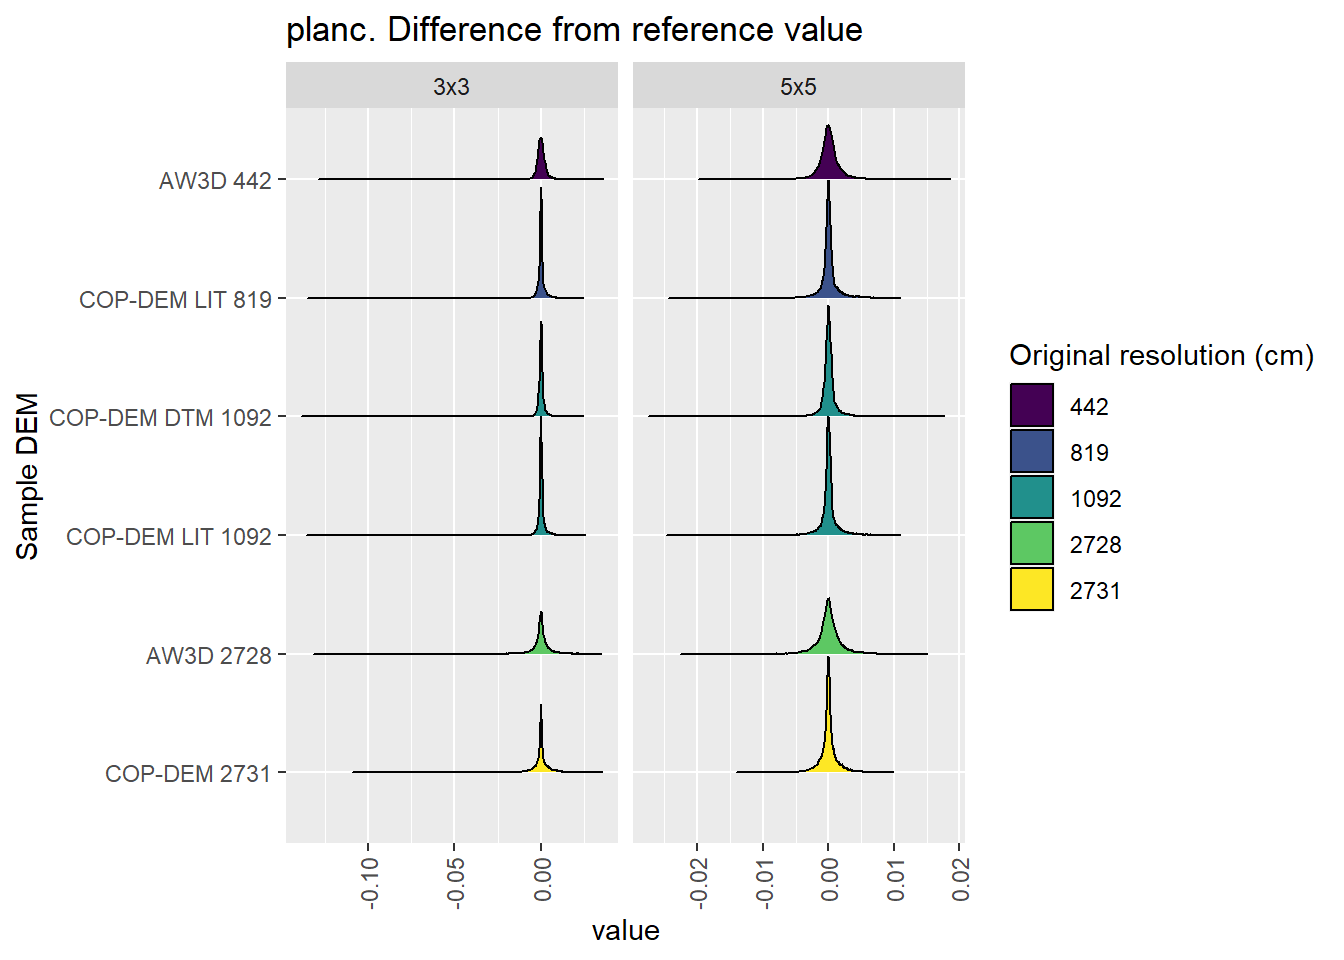 planc. Difference from reference value
3x3
5x5
AW3D 442
COP-DEM LIT 819
COP-DEM DTM 1092
COP-DEM LIT 1092
AW3D 2728
COP-DEM 2731
Sample DEM
-0.10
-0.05
0.00
-0.02
-0.01
0.00
0.01
0.02
value
Original resolution (cm)
442
819
1092
2728
2731